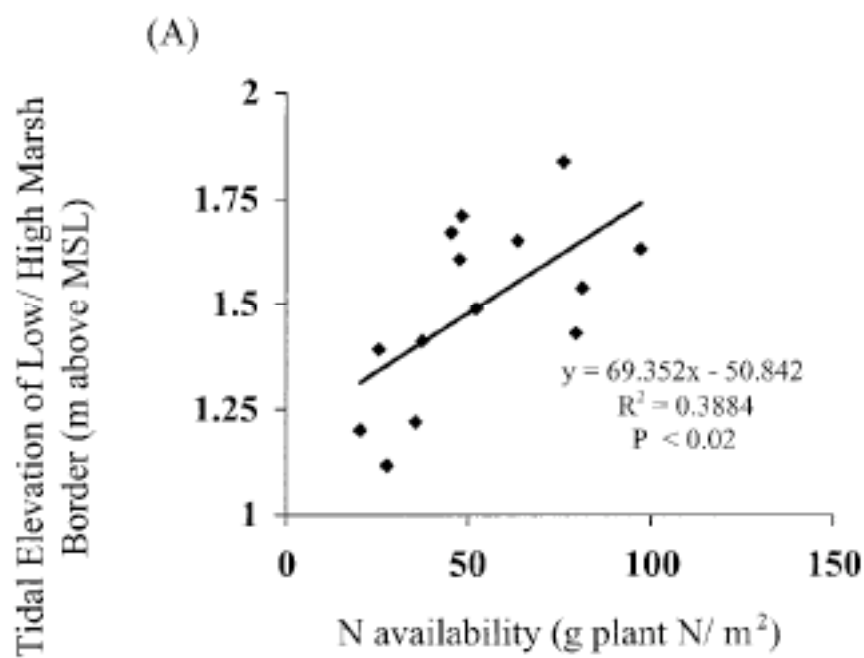 (A)
Tidal Elevation of Low/ High Marsh
Border (m above MSL)
2
1.75
1.5
1.25
1
y = 69.352x - 50.842
R² = 0.3884
P < 0.02
0 50 100 150
N availability (g plant N/ m²)